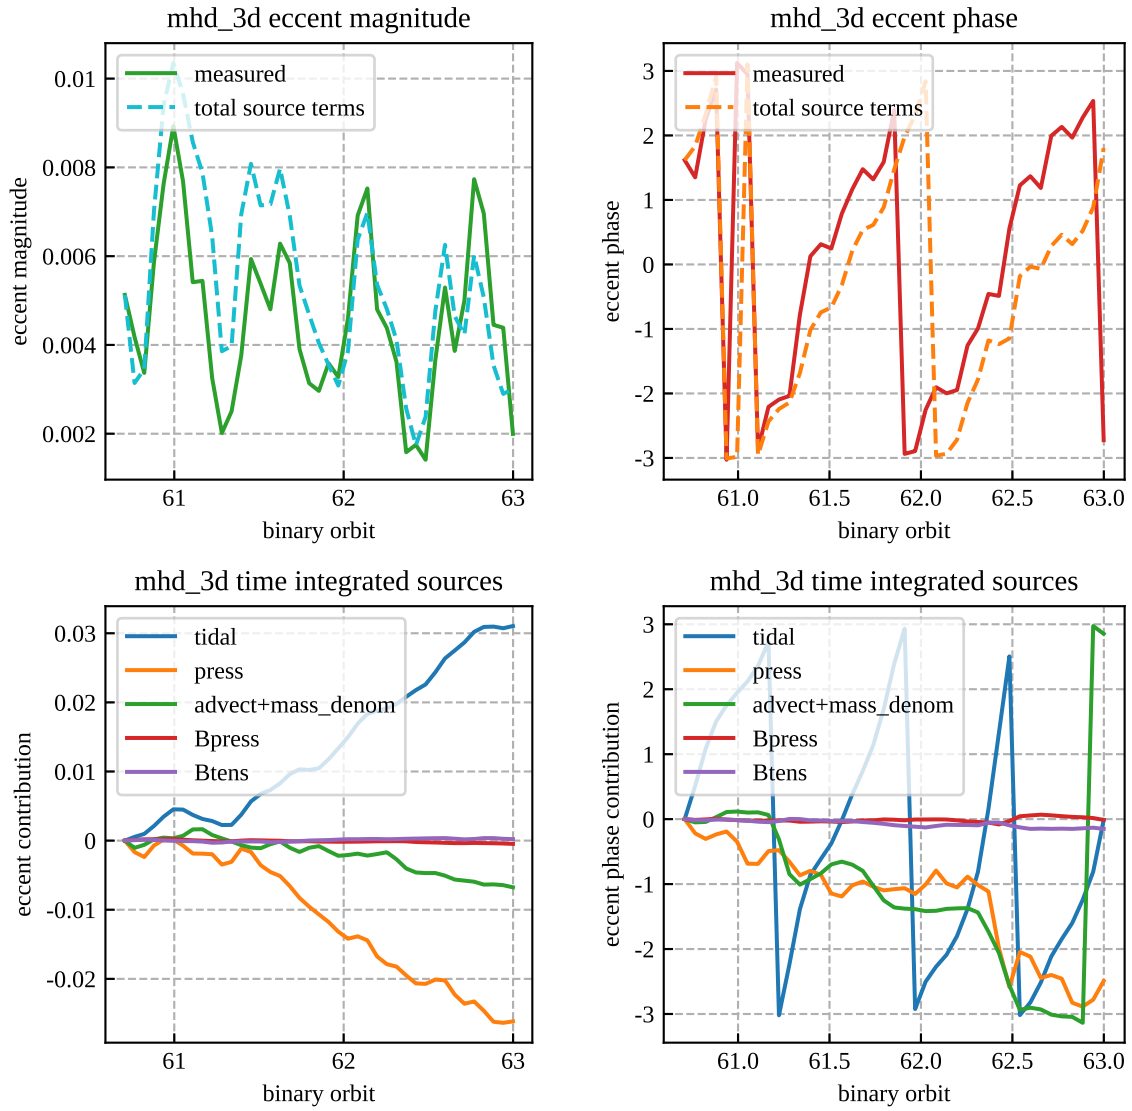 mhd_3d eccent magnitude
eccent magnitude
0.01
0.008
0.006
0.004
0.002
measured
total source terms
61
62
63
binary orbit
mhd_3d eccent phase
eccent phase
3
2
1
0
-1
-2
-3
measured
total source terms
61.0
61.5
62.0
62.5
63.0
binary orbit
mhd_3d time integrated sources
eccent contribution
0.03
0.02
0.01
0
-0.01
-0.02
tidal
press
advect+mass_denom
Bpress
Btens
61
62
63
binary orbit
mhd_3d time integrated sources
eccent phase contribution
3
2
1
0
-1
-2
-3
tidal
press
advect+mass_denom
Bpress
Btens
61.0
61.5
62.0
62.5
63.0
binary orbit